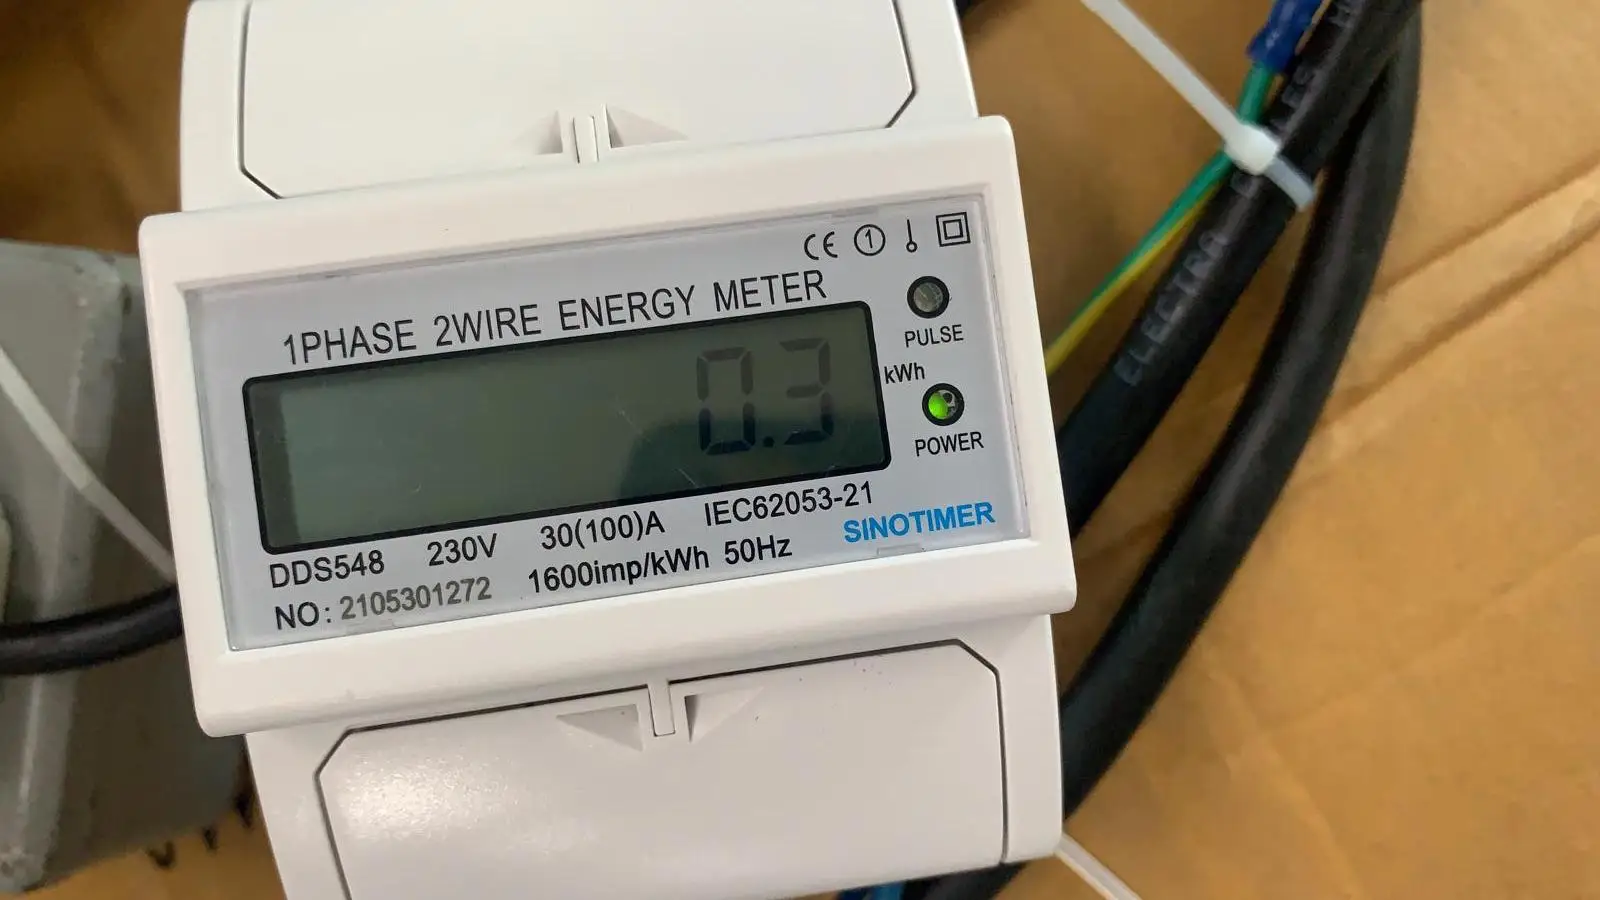 CE 1
1PHASE 2WIRE ENERGY METER
PULSE
0.3
kWh
POWER
DDS548 230V 30(100)A IEC62053-21
NO: 2105301272 1600imp/kWh 50Hz SINOTIMER
ELECTRA